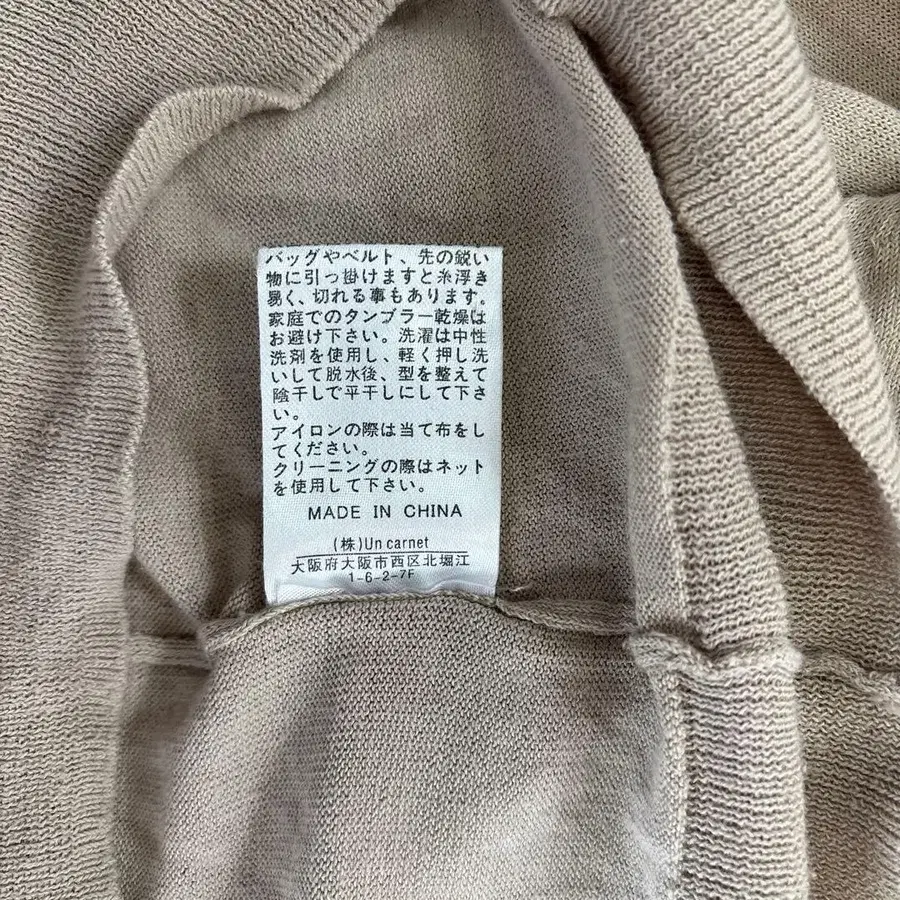 バッグやベルト、先の鋭い
物に引っ掛けますと糸浮き
易く、切れる事もあります。
家庭でのタンブラー乾燥は
お避け下さい。洗濯は中性
洗剤を使用し、軽く押し洗
いして脱水後、型を整えて
陰干しで平干しにして下さ
い。
アイロンの際は当て布をし
てください。
クリーニングの際はネット
を使用して下さい。
MADE IN CHINA
(株)Un carnet
大阪府大阪市西区北堀江
1-6-2-7F